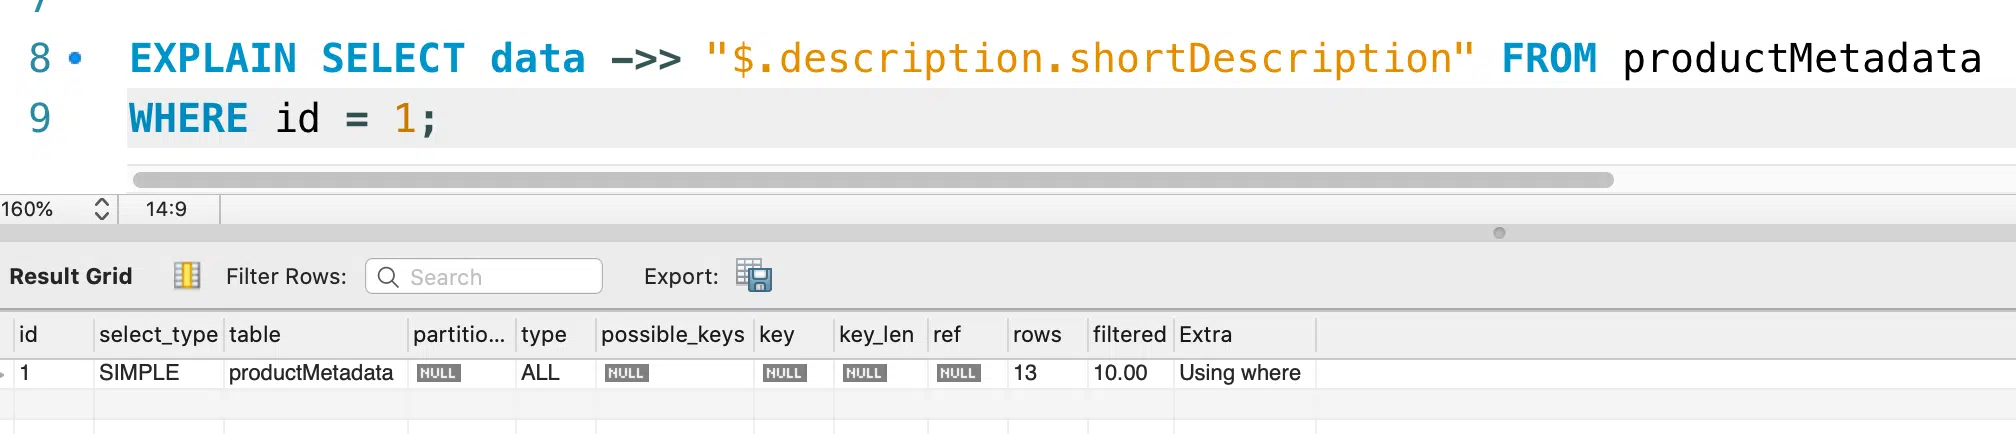 7
8 EXPLAIN SELECT data ->> "$.description.shortDescription" FROM productMetadata
9 WHERE id = 1;
160% 14:9
Result Grid Filter Rows: Search Export:
id select_type table partitio... type possible_keys key key_len ref rows filtered Extra
1 SIMPLE productMetadata NULL ALL NULL NULL NULL NULL 13 10.00 Using where